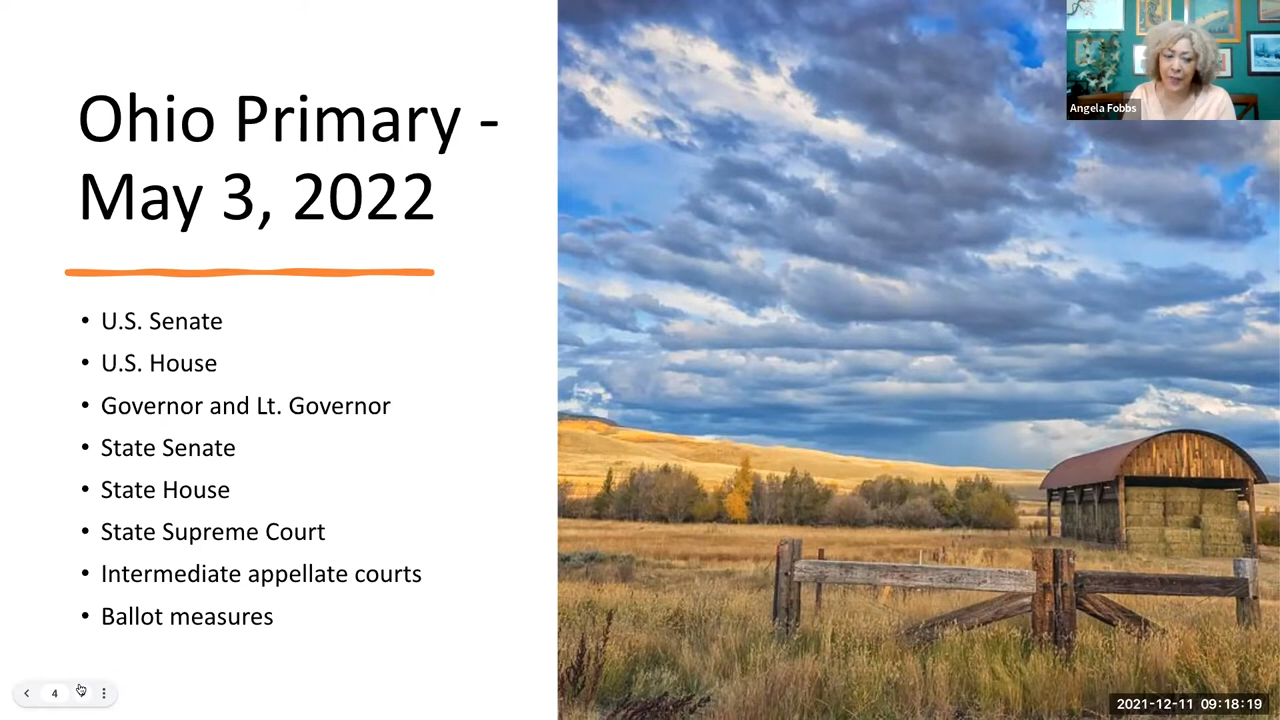 Ohio Primary -
May 3, 2022
• U.S. Senate
• U.S. House
• Governor and Lt. Governor
• State Senate
• State House
• State Supreme Court
• Intermediate appellate courts
• Ballot measures
Angela Fobbs
4
2021-12-11 09:18:19